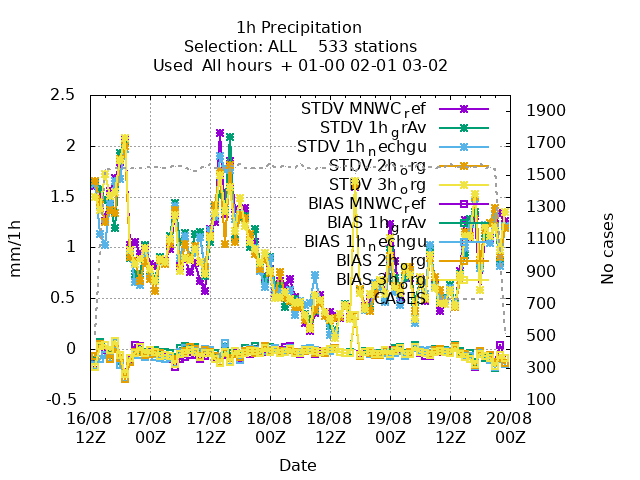 1h Precipitation
Selection: ALL 533 stations
Used All hours + 01-00 02-01 03-02
2.5
2
1.5
1
0.5
0
-0.5
mm/1h
STDV MNWC_ref
STDV 1h_grAv
STDV 1h_nechgu
STDV 2h_org
STDV 3h_org
BIAS MNWC_ref
BIAS 1h_grAv
BIAS 1h_nechgu
BIAS 2h_org
BIAS 3h_org
CASES
1900
1700
1500
1300
1100
900
700
500
300
100
No cases
16/08 17/08 17/08 18/08 18/08 19/08 19/08 20/08
12Z 00Z 12Z 00Z 12Z 00Z 12Z 00Z
Date